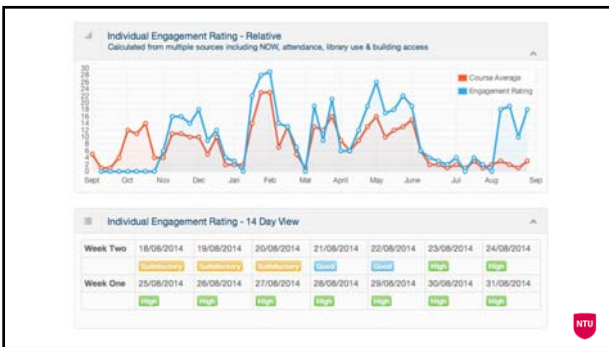 Individual Engagement Rating - Relative
Calculated from multiple sources including NOW, attendance, library use & building access
30
28
26
24
22
20
18
16
14
12
10
8
6
4
2
0
Course Average
Engagement Rating
Sept Oct Nov Dec Jan Feb Mar April May June Jul Aug Sep
Individual Engagement Rating - 14 Day View
Week Two 18/08/2014 19/08/2014 20/08/2014 21/08/2014 22/08/2014 23/08/2014 24/08/2014
Satisfactory Satisfactory Satisfactory Good Good High High
Week One 25/08/2014 26/08/2014 27/08/2014 28/08/2014 29/08/2014 30/08/2014 31/08/2014
High High High High High High High
NTU